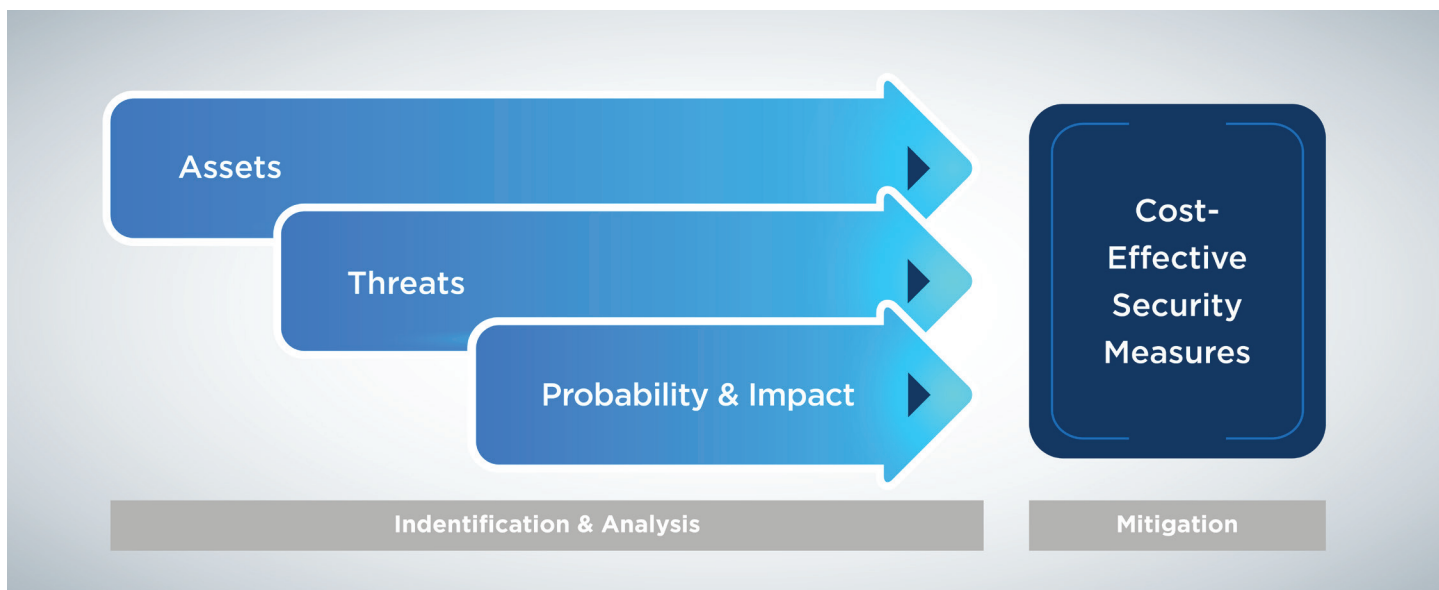 Assets
Threats
Probability & Impact
Cost-
Effective
Security
Measures
Indentification & Analysis
Mitigation